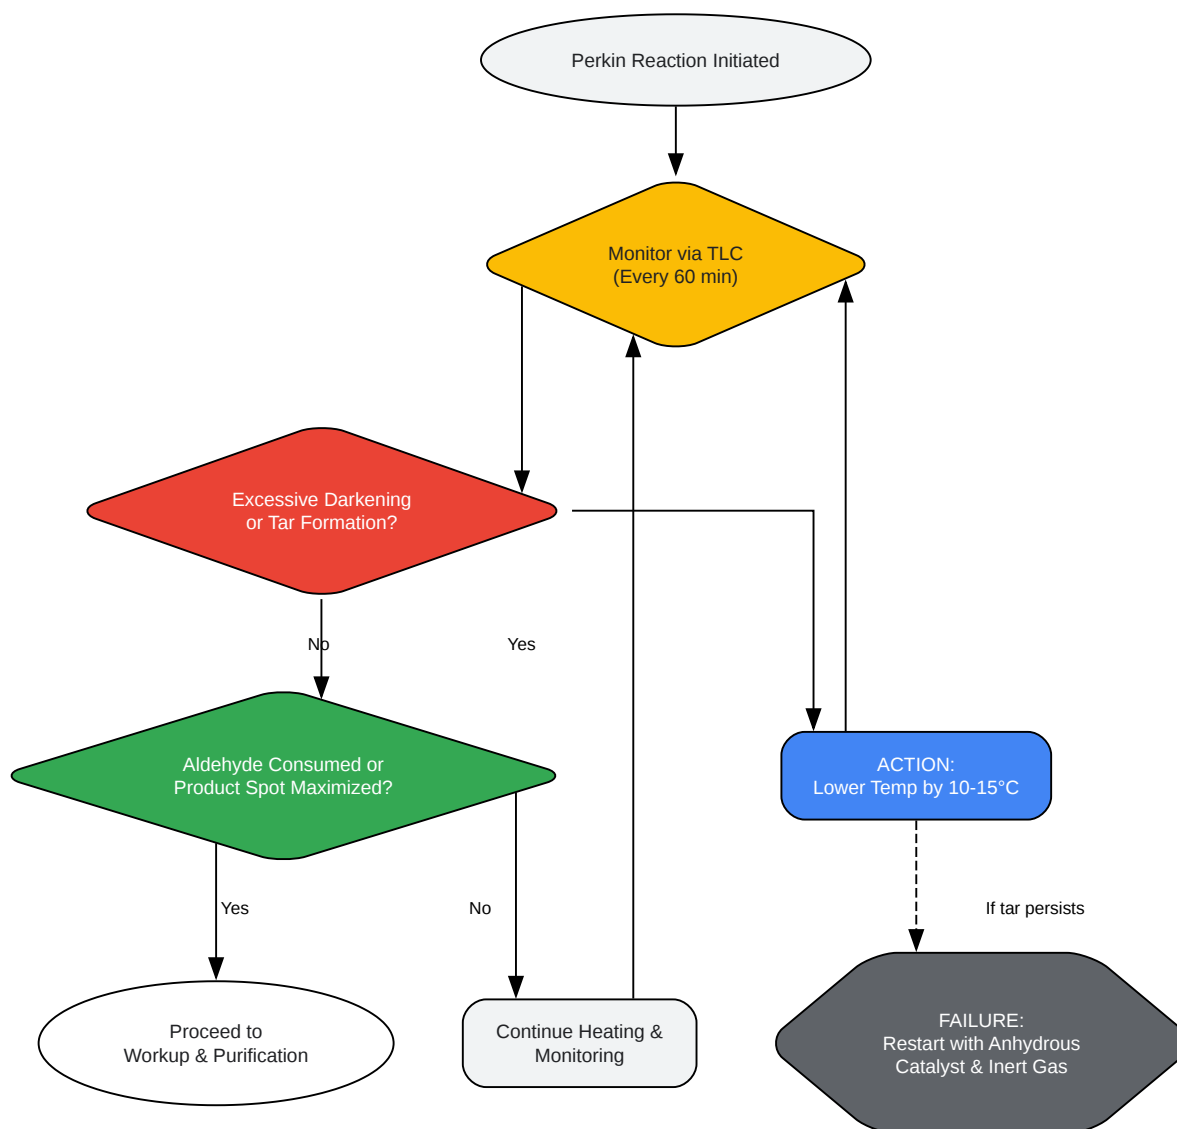 Perkin Reaction Initiated
Monitor via TLC
(Every 60 min)
Excessive Darkening
or Tar Formation?
No
Yes
Aldehyde Consumed or
Product Spot Maximized?
ACTION:
Lower Temp by 10-15°C
Yes
No
If tar persists
Proceed to
Workup & Purification
Continue Heating &
Monitoring
FAILURE:
Restart with Anhydrous
Catalyst & Inert Gas